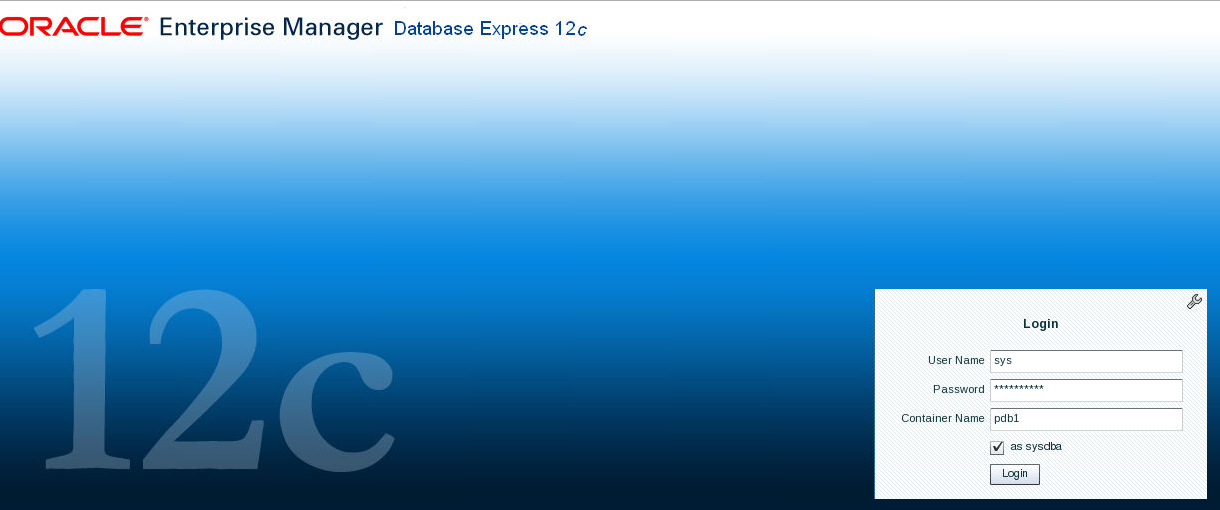 ORACLE® Enterprise Manager Database Express 12c
12c
Login
User Name sys
Password **********
Container Name pdb1
as sysdba
Login